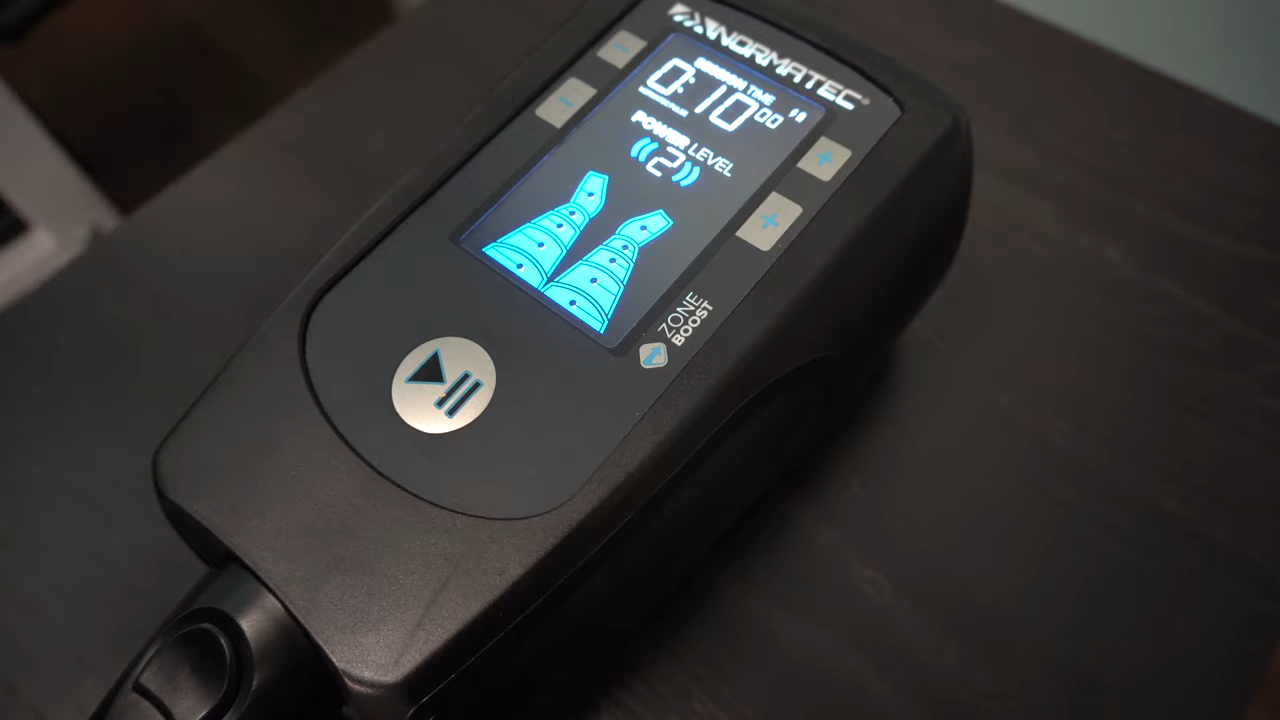 NORMATEC®
SESSION TIME
0:10 00
POWER LEVEL
2
ZONE
BOOST